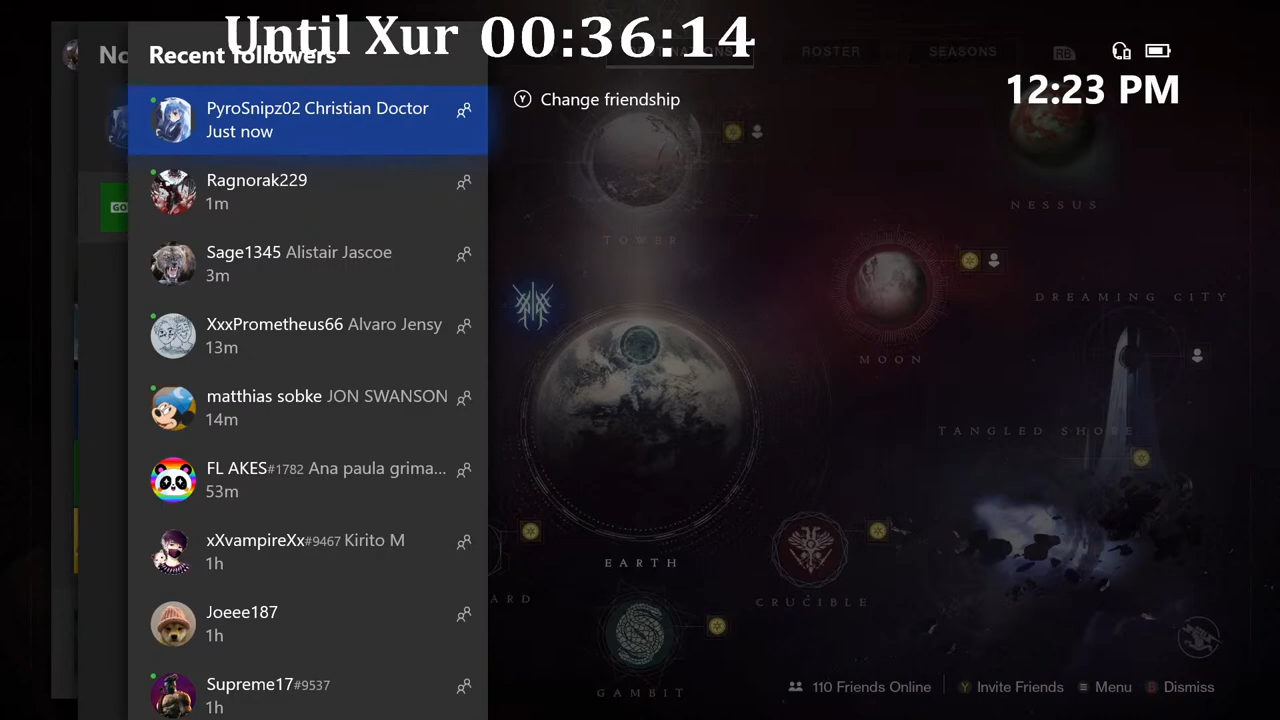 Until Xur 00:36:14
No
Recent followers
ROSTER
SEASONS
12:23 PM
PyroSnipz02 Christian Doctor
Just now
Y Change friendship
Ragnorak229
1m
NESSUS
TOWER
Sage1345 Alistair Jascoe
3m
DREAMING CITY
XxxPrometheus66 Alvaro Jensy
13m
MOON
matthias sobke JON SWANSON
14m
TANGLED SHORE
FL AKES#1782 Ana paula grima...
53m
xXvampireXx#9467 Kirito M
1h
EARTH
ARD
CRUCIBLE
Joeee187
1h
Supreme17#9537
1h
GAMBIT
110 Friends Online
Y Invite Friends
Menu
B Dismiss